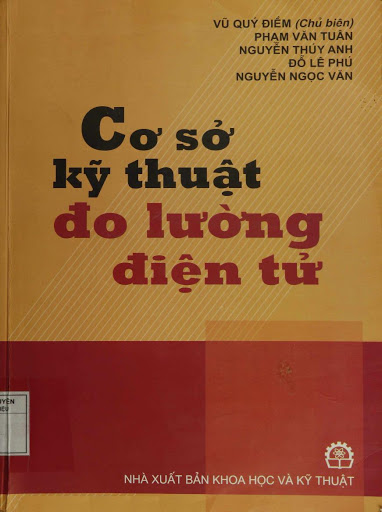 VŨ QUÝ ĐIỀM (Chủ biên)
PHẠM VĂN TUÂN
NGUYỄN THÚY ANH
ĐỖ LÊ PHÚ
NGUYỄN NGỌC VĂN
Cơ sở
kỹ thuật
đo lường
điện tử
NHÀ XUẤT BẢN KHOA HỌC VÀ KỸ THUẬT